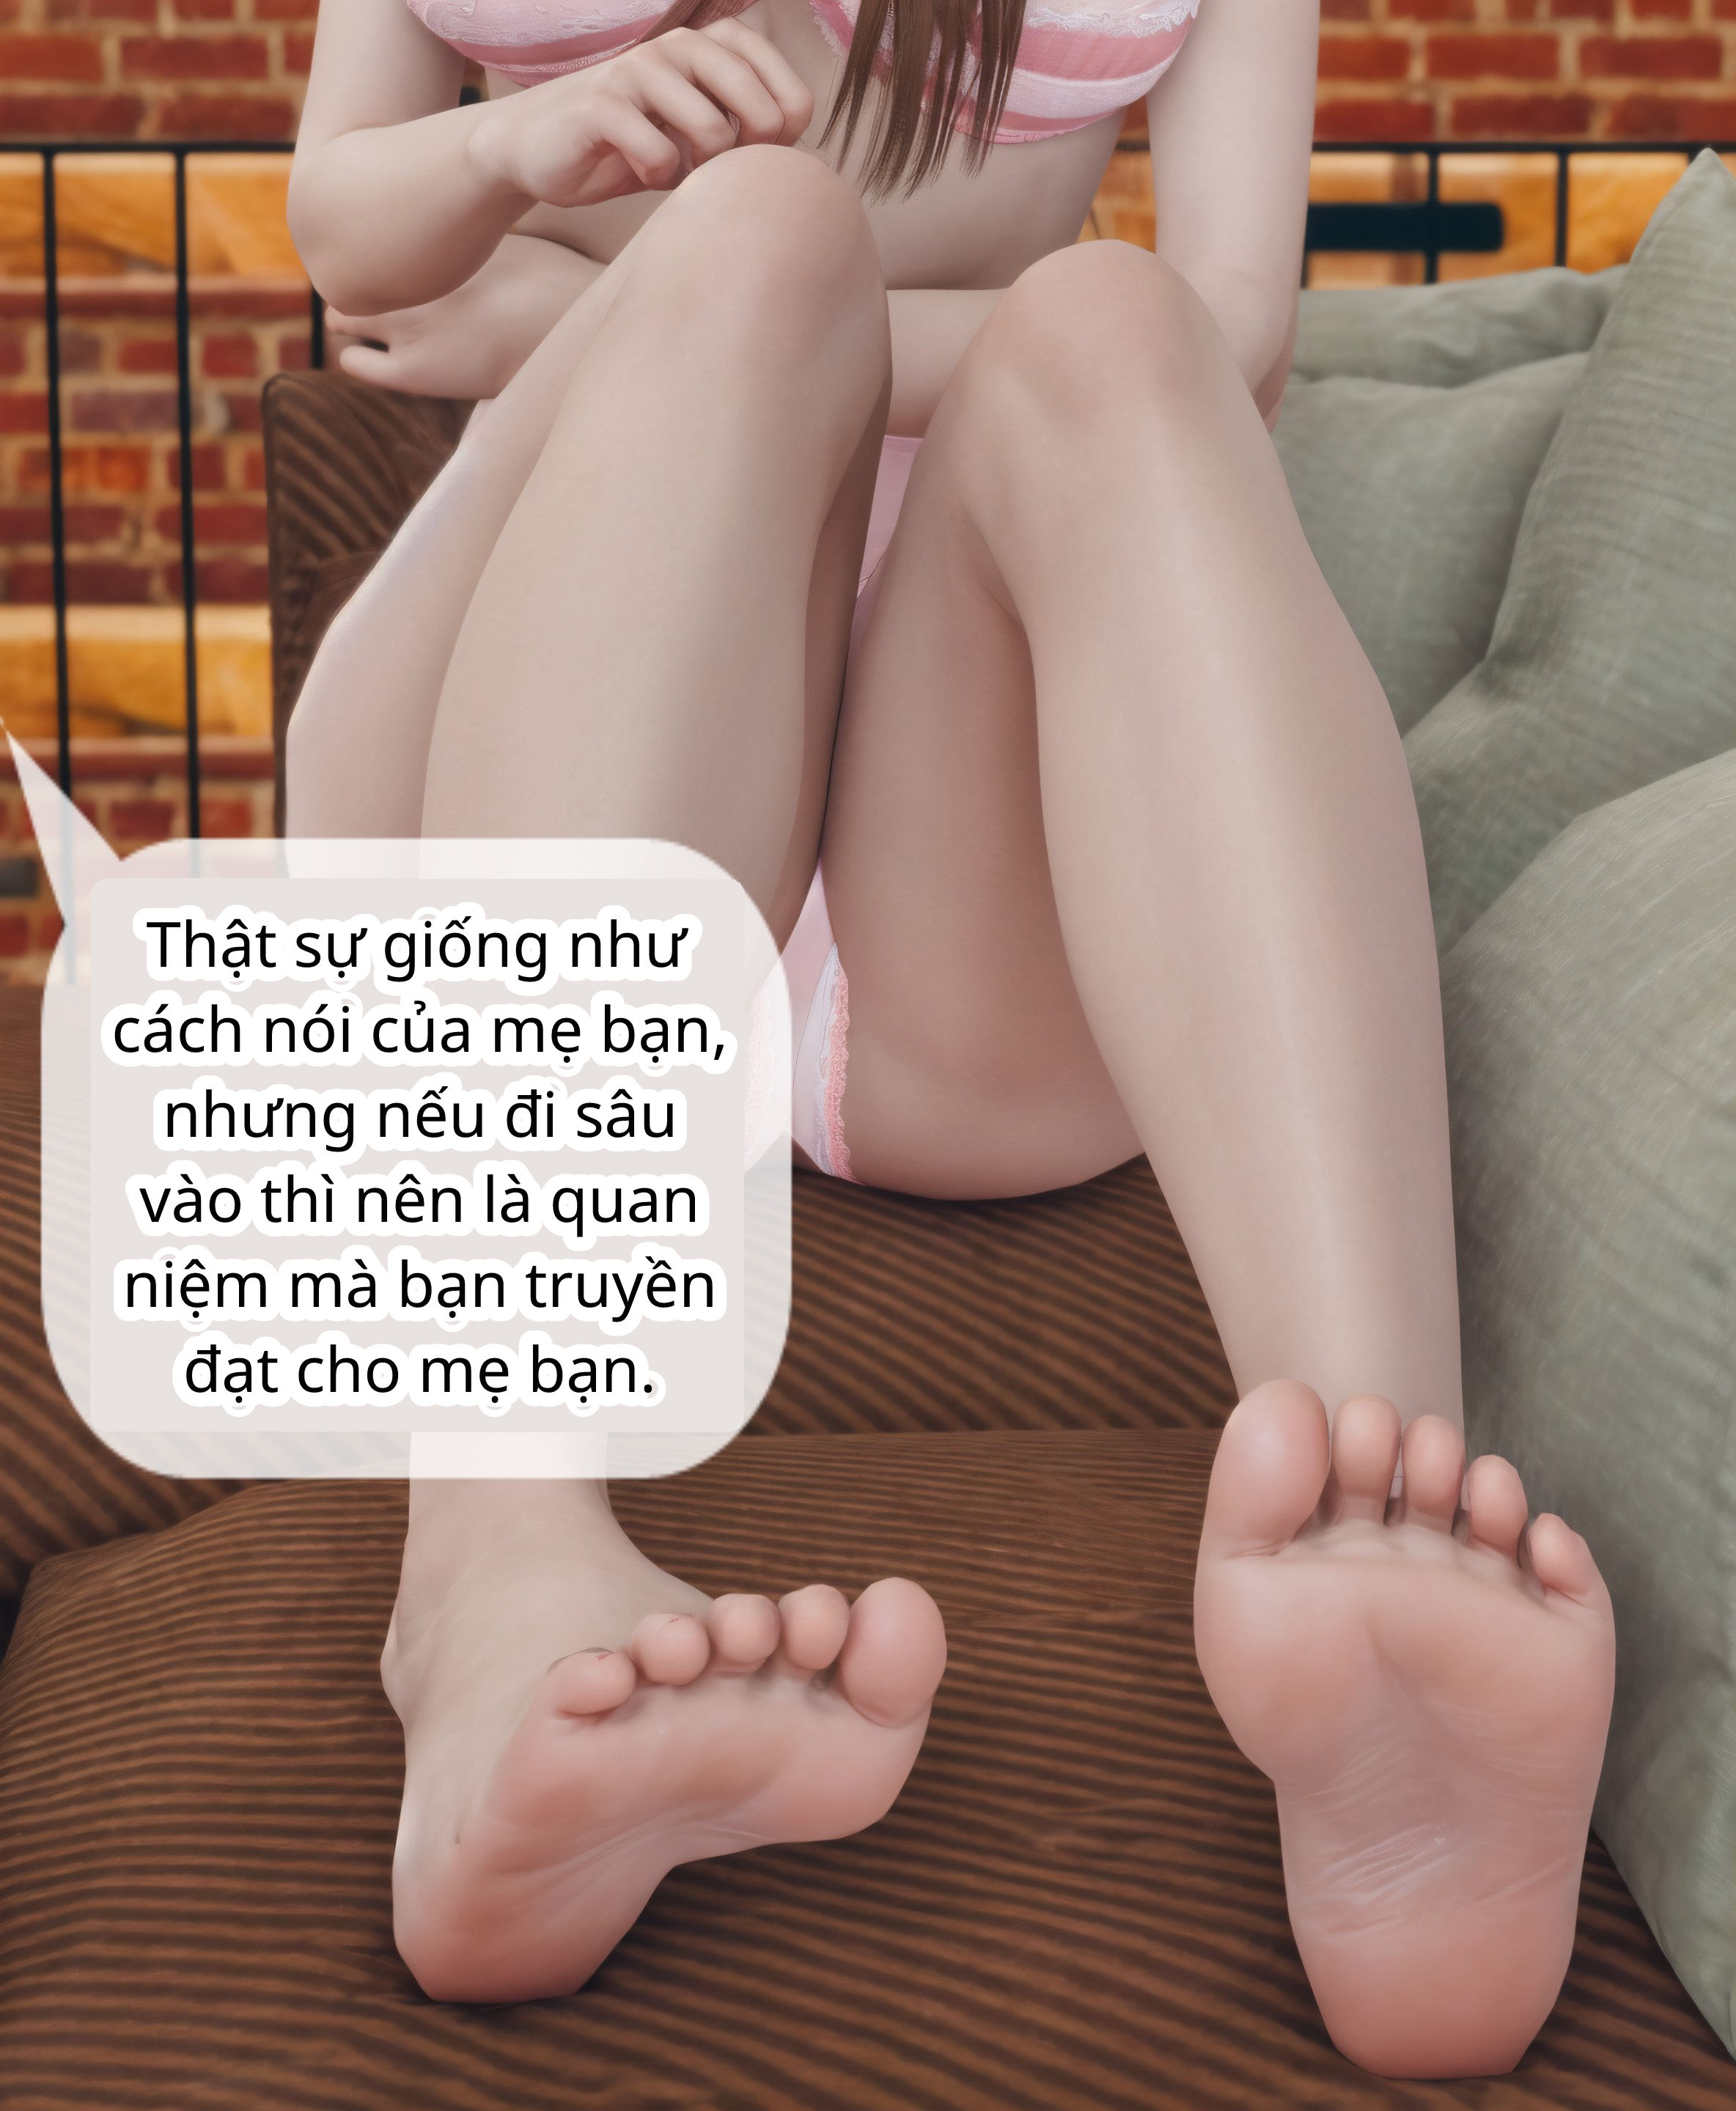 Thật sự giống như
cách nói của mẹ bạn,
nhưng nếu đi sâu
vào thì nên là quan
niệm mà bạn truyền
đạt cho mẹ bạn.